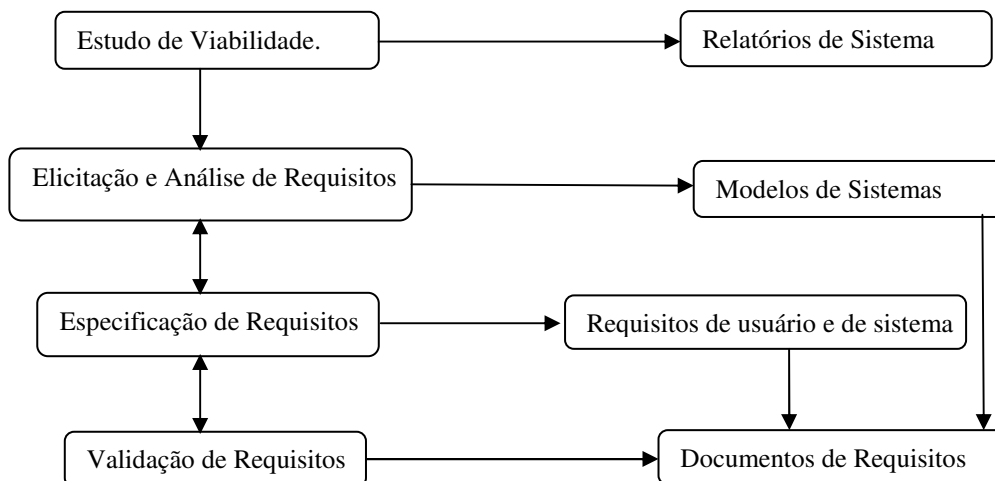 Estudo de Viabilidade.
Relatórios de Sistema
Elicitação e Análise de Requisitos
Modelos de Sistemas
Especificação de Requisitos
Requisitos de usuário e de sistema
Validação de Requisitos
Documentos de Requisitos